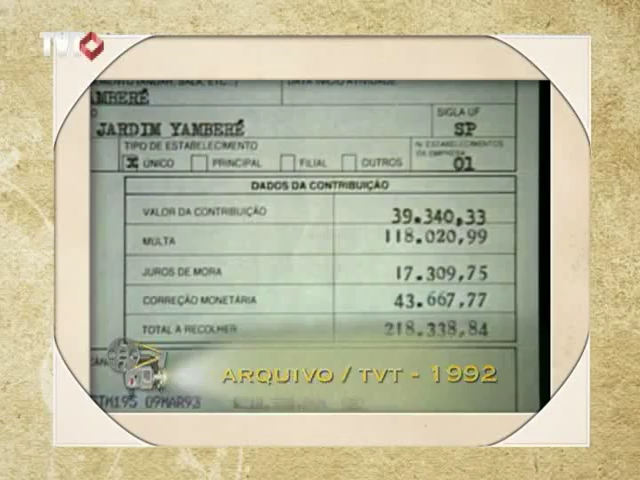 TVT
DATA INÍCIO ATIVIDADE
AMBERÉ
SIGLA UF
JARDIM YAMBERÉ SP
TIPO DE ESTABELECIMENTO
Nº ESTABELECIMENTOS
DA EMPRESA
X ÚNICO PRINCIPAL FILIAL OUTROS 01
DADOS DA CONTRIBUIÇÃO
VALOR DA CONTRIBUIÇÃO 39.340,33
MULTA 118.020,99
JUROS DE MORA 17.309,75
CORREÇÃO MONETÁRIA 43.667,77
TOTAL A RECOLHER 218.338,84
ARQUIVO / TVT - 1992
09MAR93